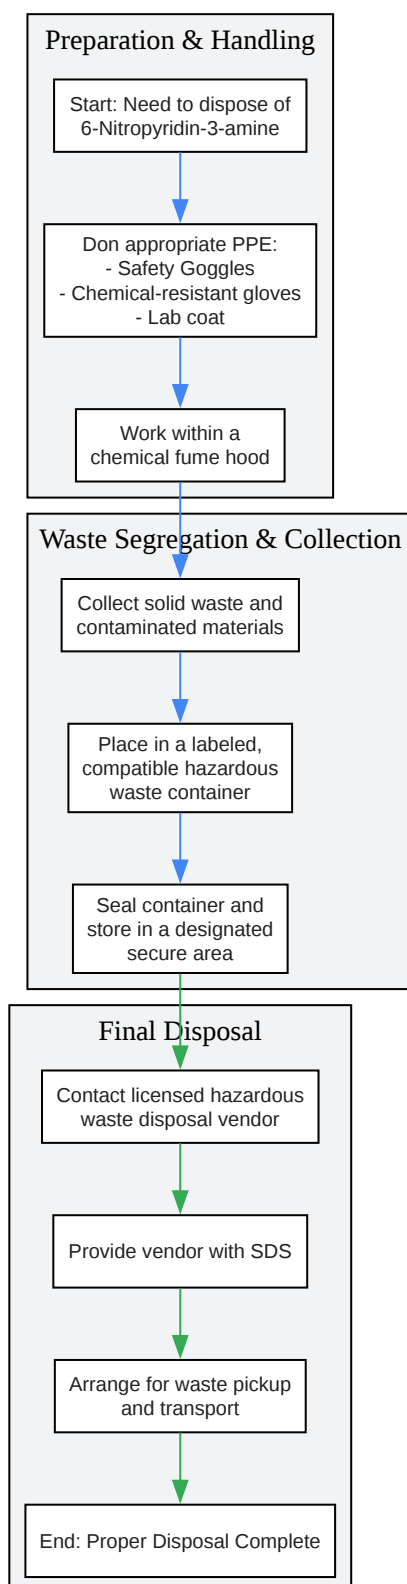 Preparation & Handling
Start: Need to dispose of
6-Nitropyridin-3-amine
Don appropriate PPE:
- Safety Goggles
- Chemical-resistant gloves
- Lab coat
Work within a
chemical fume hood
Waste Segregation & Collection
Collect solid waste and
contaminated materials
Place in a labeled,
compatible hazardous
waste container
Seal container and
store in a designated
secure area
Final Disposal
Contact licensed hazardous
waste disposal vendor
Provide vendor with SDS
Arrange for waste pickup
and transport
End: Proper Disposal Complete